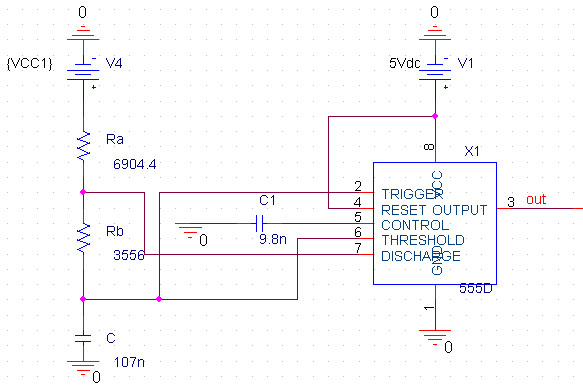 0 0
{VCC1} V4 5Vdc V1
Ra
6904.4
8
X1
VCC
C1
9.8n
0
2 TRIGGER
4 RESET OUTPUT 3 out
5 CONTROL
6 THRESHOLD
7 DISCHARGE
Rb
3556
GND
555D
1
C
107n
0
0